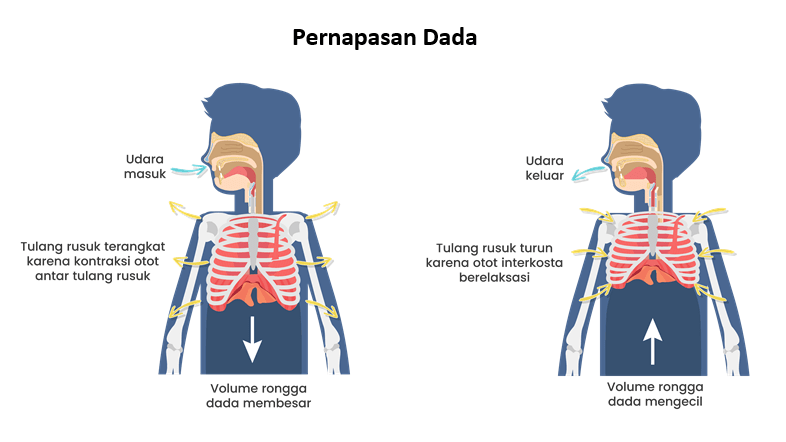 Pernapasan Dada
Udara
masuk
Tulang rusuk terangkat
karena kontraksi otot
antar tulang rusuk
Volume rongga
dada membesar
Udara
keluar
Tulang rusuk turun
karena otot interkosta
berelaksasi
Volume rongga
dada mengecil